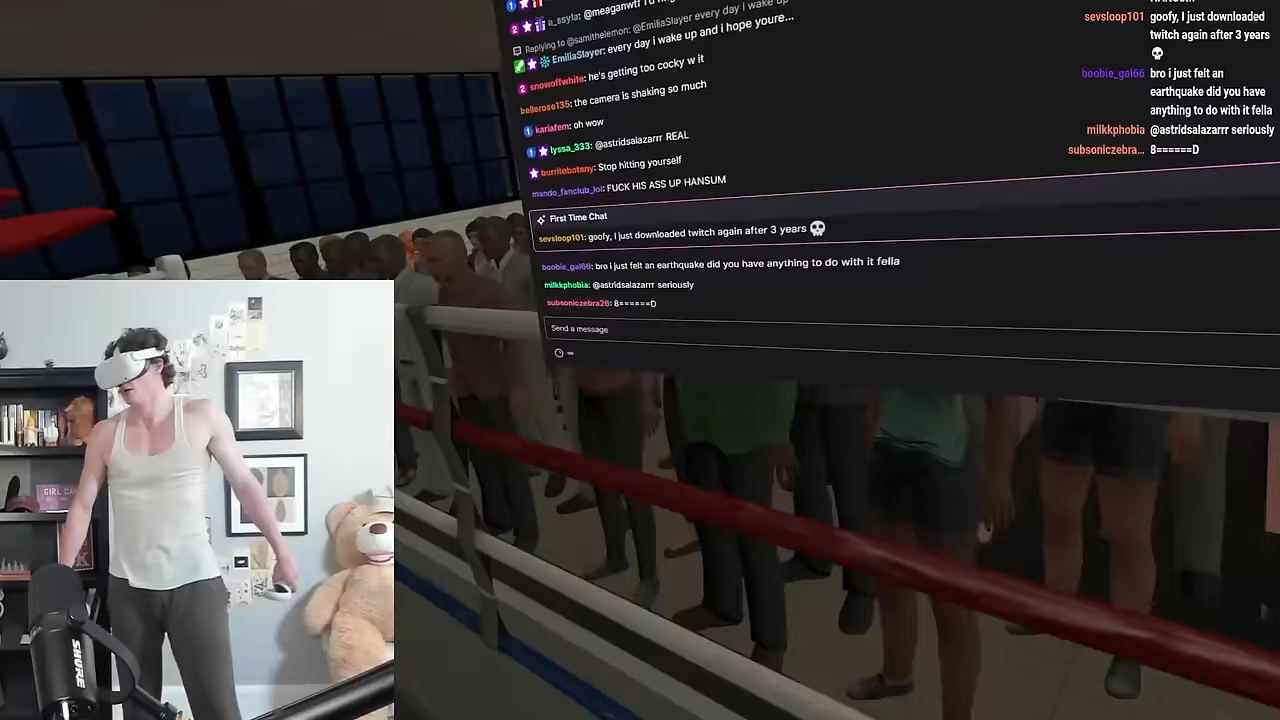 a_ssyla: @meaganwtf
Replying to @samithelemon: @EmiliaSlayer every day i wake up
EmiliaSlayer: every day i wake up and i hope youre...
2 snowoffwhite: he's getting too cocky w it
bellerose135: the camera is shaking so much
1 kariafem: oh wow
1 lyssa_333: @astridsalazarrr REAL
burritobotany: Stop hitting yourself
mando_fanclub_lol: FUCK HIS ASS UP HANSUM
First Time Chat
sevsloop101: goofy, I just downloaded twitch again after 3 years 💀
boobie_gal66: bro i just felt an earthquake did you have anything to do with it fella
milkkphobia: @astridsalazarrr seriously
subsoniczebra26: 8======D
Send a message
sevsloop101 goofy, I just downloaded
twitch again after 3 years
💀
boobie_gal66 bro i just felt an
earthquake did you have
anything to do with it fella
milkkphobia @astridsalazarrr seriously
subsoniczebra... 8======D
GIRL
SHURE